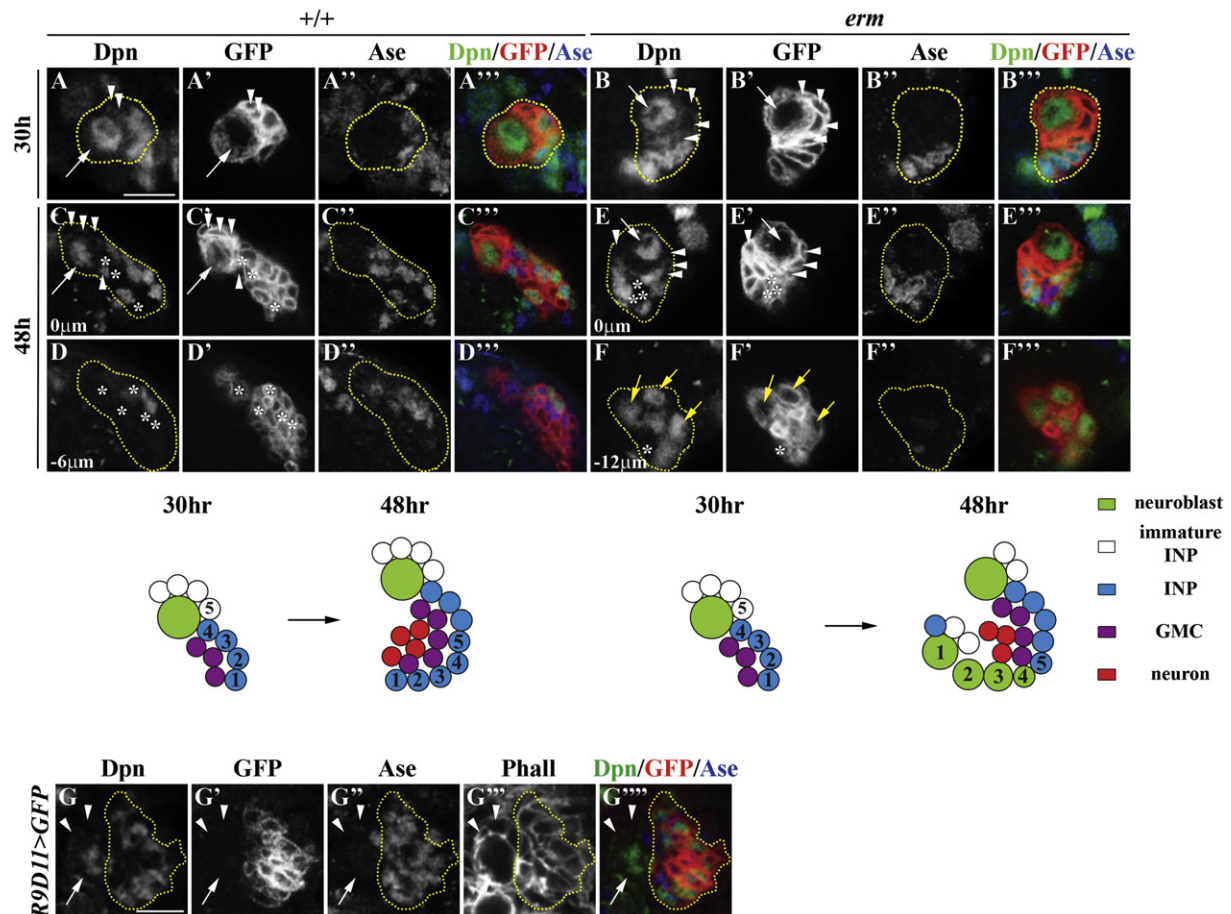 +/+ erm
Dpn GFP Ase Dpn/GFP/Ase Dpn GFP Ase Dpn/GFP/Ase
30h
A A' A'' A''' B B' B'' B'''
48h
C C' C'' C''' E E' E'' E'''
0µm 0µm
D D' D'' D''' F F' F'' F'''
-6µm -12µm
30hr 48hr 30hr 48hr
neuroblast
immature
INP
INP
GMC
neuron
5 4 3 2 1
5 4 3 2 1
5 4 3 2 1
1 2 3 4 5
Dpn GFP Ase Phall Dpn/GFP/Ase
R9D11>GFP
G G' G'' G''' G''''